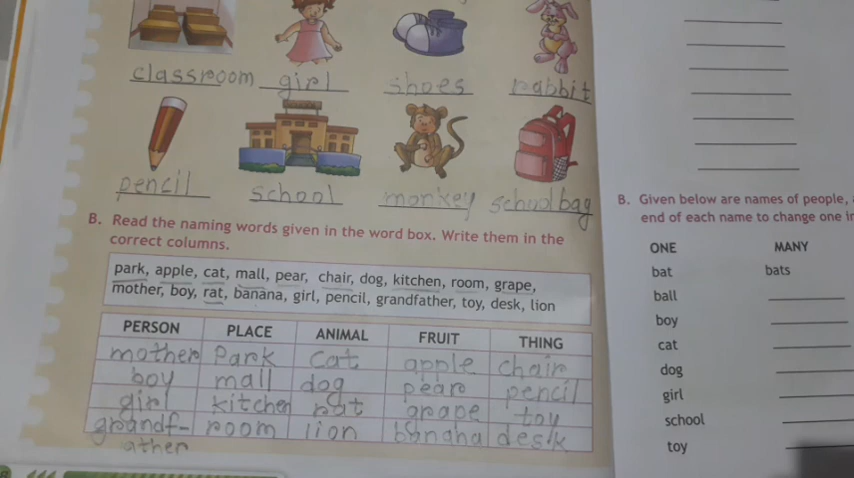 classroom girl shoes rabbit
pencil school monkey schoolbag
B. Read the naming words given in the word box. Write them in the
correct columns.
park, apple, cat, mall, pear, chair, dog, kitchen, room, grape,
mother, boy, rat, banana, girl, pencil, grandfather, toy, desk, lion
PERSON PLACE ANIMAL FRUIT THING
mother Park cat apple chair
boy mall dog pear pencil
girl kitchen rat grape toy
grandf- room lion banana desk
ather
B. Given below are names of people,
end of each name to change one in
ONE MANY
bat bats
ball
boy
cat
dog
girl
school
toy